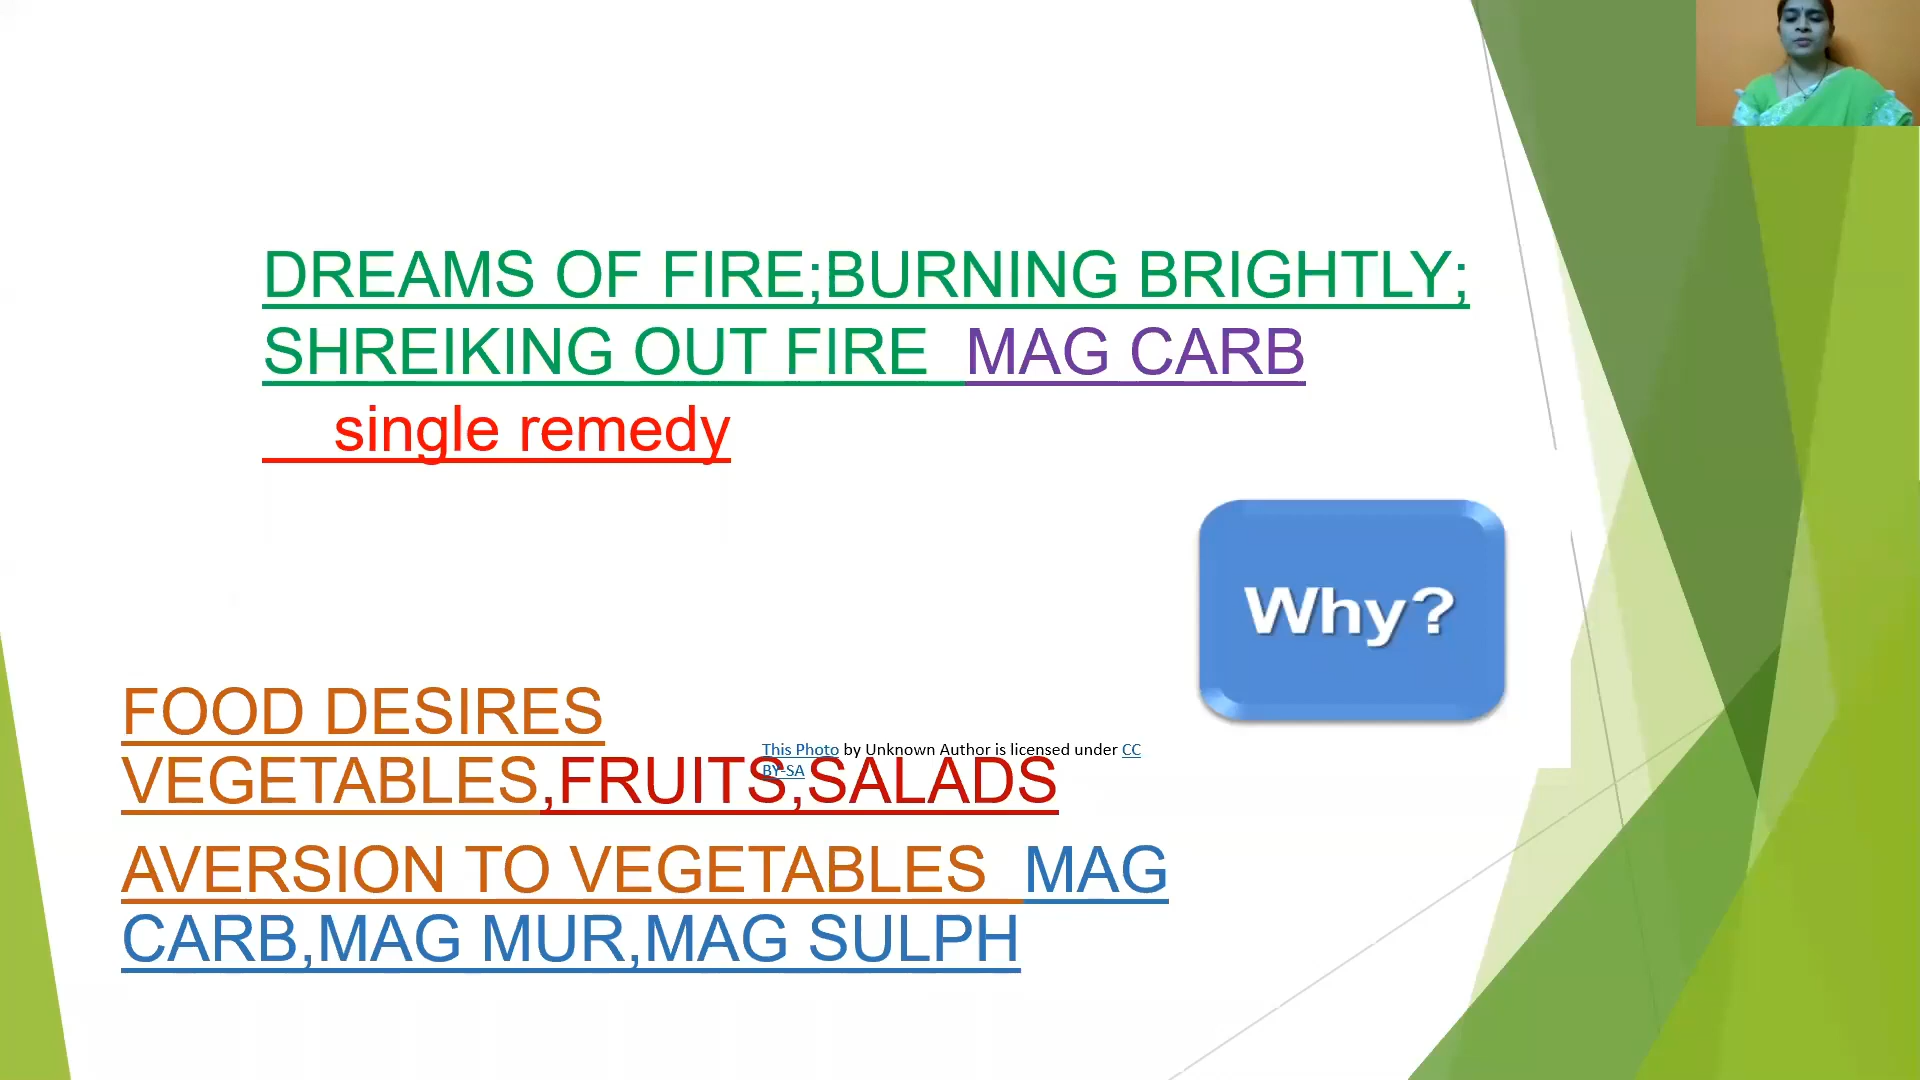 DREAMS OF FIRE;BURNING BRIGHTLY;
SHREIKING OUT FIRE MAG CARB
single remedy
Why?
FOOD DESIRES
This Photo by Unknown Author is licensed under CC
BY-SA
VEGETABLES,FRUITS,SALADS
AVERSION TO VEGETABLES MAG
CARB,MAG MUR,MAG SULPH